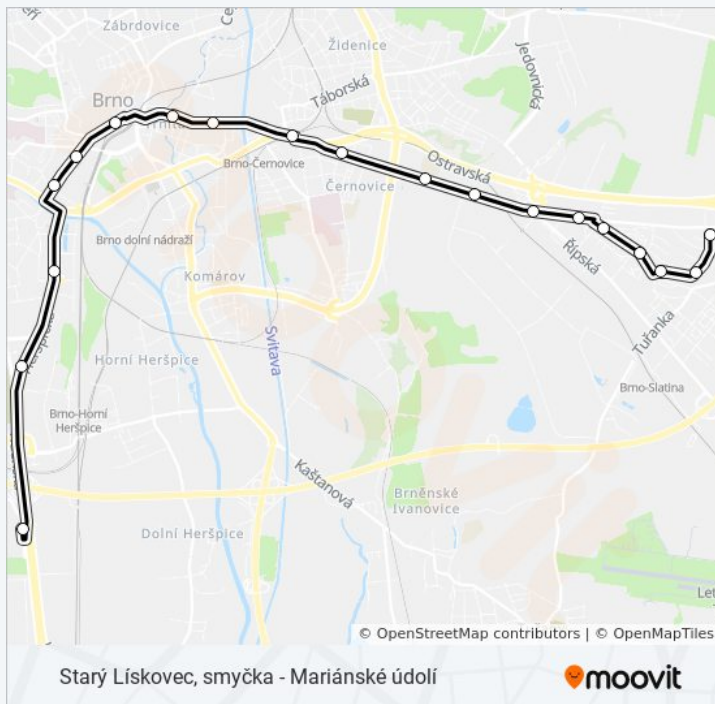 Zábrdovice
Židenice
Jedovnická
Táborská
Brno
Brno-Černovice
Ostravská
Černovice
Brno dolní nádraží
Komárov
Řípská
Tuřanka
Svitava
Horní Heršpice
Brno-Slatina
Brno-Horní
Heršpice
Kaštanová
Brněnské
Ivanovice
Dolní Heršpice
Let
© OpenStreetMap contributors | © OpenMapTiles
Starý Lískovec, smyčka - Mariánské údolí
moovit